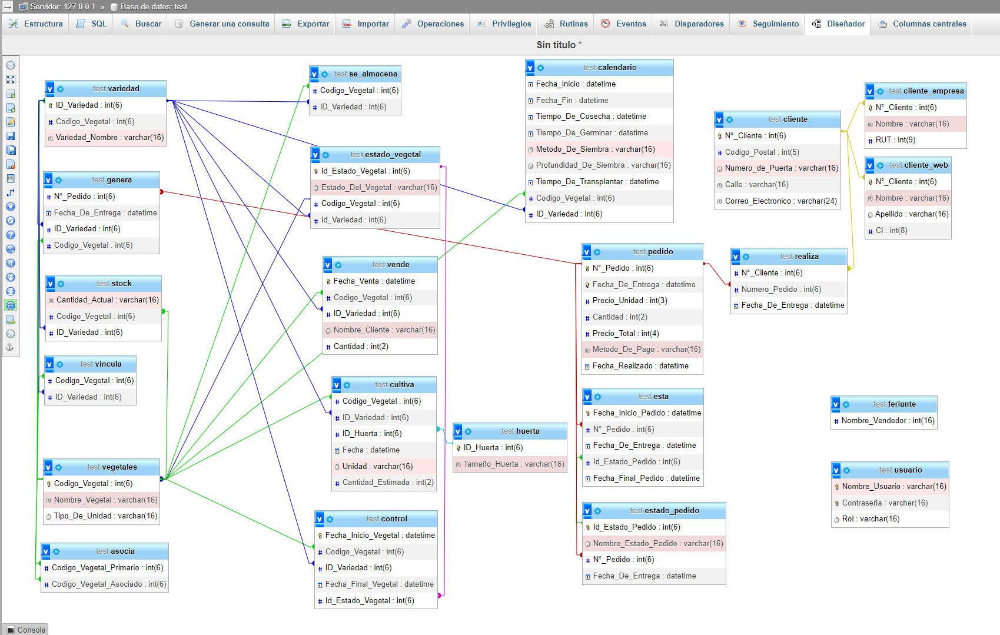 Servidor: 127.0.0.1 » Base de datos: test
Estructura SQL Buscar Generar una consulta Exportar Importar Operaciones Privilegios Rutinas Eventos Disparadores Seguimiento Diseñador Columnas centrales
Sin título *
test variedad
ID_Variedad : int(6)
Codigo_Vegetal : int(6)
Variedad_Nombre : varchar(16)
test genera
N°_Pedido : int(6)
Fecha_De_Entrega : datetime
ID_Variedad : int(6)
Codigo_Vegetal : int(6)
test stock
Cantidad_Actual : varchar(16)
Codigo_Vegetal : int(6)
ID_Variedad : int(6)
test vincula
Codigo_Vegetal : int(6)
ID_Variedad : int(6)
test vegetales
Codigo_Vegetal : int(6)
Nombre_Vegetal : varchar(16)
Tipo_De_Unidad : varchar(16)
test asocia
Codigo_Vegetal_Primario : int(6)
Codigo_Vegetal_Asociado : int(6)
test se_almacena
Codigo_Vegetal : int(6)
ID_Variedad : int(6)
test estado_vegetal
Id_Estado_Vegetal : int(6)
Estado_Del_Vegetal : varchar(16)
Codigo_Vegetal : int(6)
Id_Variedad : int(6)
test vende
Fecha_Venta : datetime
Codigo_Vegetal : int(6)
ID_Variedad : int(6)
Nombre_Cliente : varchar(16)
Cantidad : int(2)
test cultiva
Codigo_Vegetal : int(6)
ID_Variedad : int(6)
ID_Huerta : int(6)
Fecha : datetime
Unidad : varchar(16)
Cantidad_Estimada : int(2)
test control
Fecha_Inicio_Vegetal : datetime
Codigo_Vegetal : int(6)
ID_Variedad : int(6)
Fecha_Final_Vegetal : datetime
Id_Estado_Vegetal : int(6)
test huerta
ID_Huerta : int(6)
Tamaño_Huerta : varchar(16)
test calendario
Fecha_Inicio : datetime
Fecha_Fin : datetime
Tiempo_De_Cosecha : datetime
Tiempo_De_Germinar : datetime
Metodo_De_Siembra : varchar(16)
Profundidad_De_Siembra : varchar(16)
Tiempo_De_Transplantar : datetime
Codigo_Vegetal : int(6)
ID_Variedad : int(6)
test pedido
N°_Pedido : int(6)
Fecha_De_Entrega : datetime
Precio_Unidad : int(3)
Cantidad : int(2)
Precio_Total : int(4)
Metodo_De_Pago : varchar(16)
Fecha_Realizado : datetime
test esta
Fecha_Inicio_Pedido : datetime
N°_Pedido : int(6)
Fecha_De_Entrega : datetime
Id_Estado_Pedido : int(6)
Fecha_Final_Pedido : datetime
test estado_pedido
Id_Estado_Pedido : int(6)
Nombre_Estado_Pedido : varchar(16)
N°_Pedido : int(6)
Fecha_De_Entrega : datetime
test cliente
N°_Cliente : int(6)
Codigo_Postal : int(5)
Numero_de_Puerta : varchar(16)
Calle : varchar(16)
Correo_Electronico : varchar(24)
test realiza
N°_Cliente : int(6)
Numero_Pedido : int(6)
Fecha_De_Entrega : datetime
test cliente_empresa
N°_Cliente : int(6)
Nombre : varchar(16)
RUT : int(9)
test cliente_web
N°_Cliente : int(6)
Nombre : varchar(16)
Apellido : varchar(16)
CI : int(8)
test feriante
Nombre_Vendedor : int(16)
test usuario
Nombre_Usuario : varchar(16)
Contraseña : varchar(16)
Rol : varchar(16)
Consola